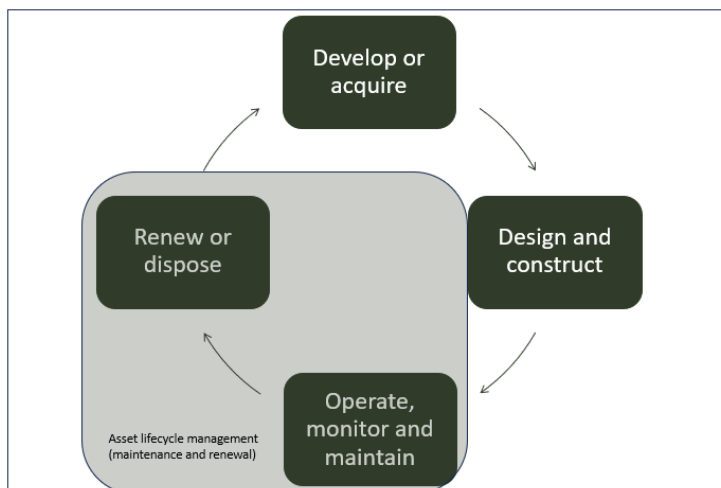 Develop or
acquire
Renew or
dispose
Design and
construct
Operate,
monitor and
maintain
Asset lifecycle management
(maintenance and renewal)